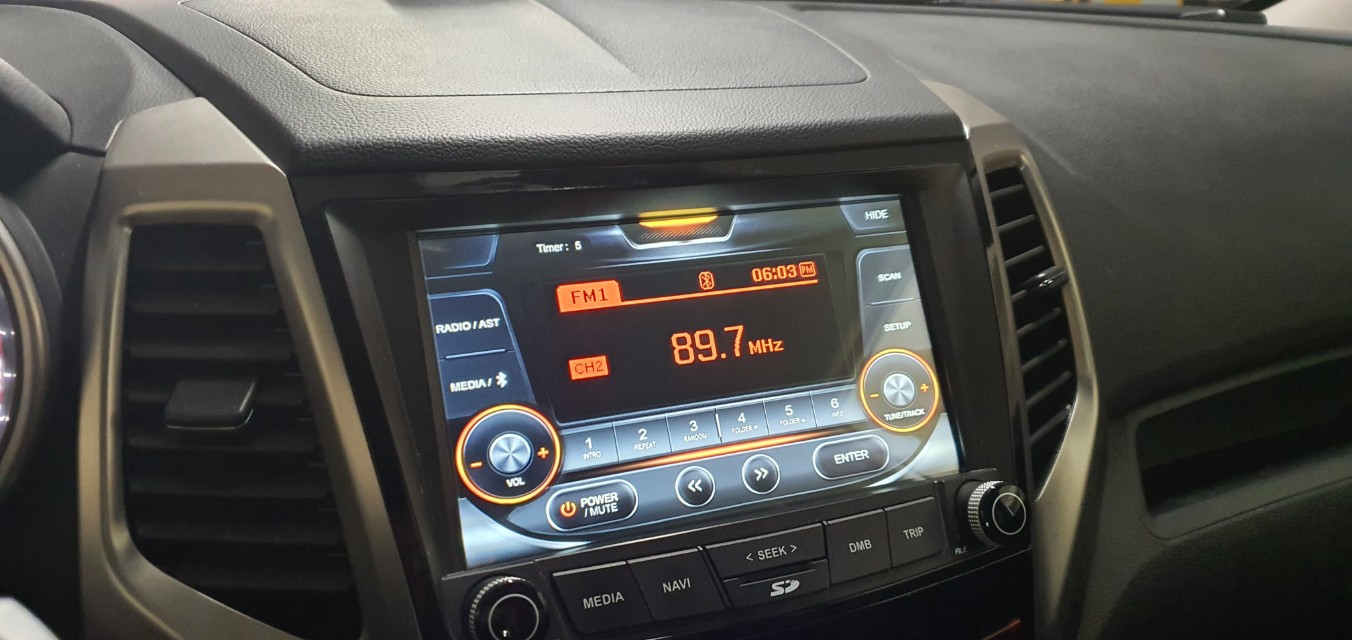 HIDE
Timer: 5
06:03 PM
SCAN
FM1
RADIO / AST
SETUP
89.7 MHz
CH2
MEDIA /
- +
TUNE/TRACK
1 2 3 4 5 6
INTRO REPEAT RANDOM FOLDER FOLDER INFO
- +
VOL
ENTER
POWER
/ MUTE
<< >>
MEDIA NAVI < SEEK > DMB TRIP
SD